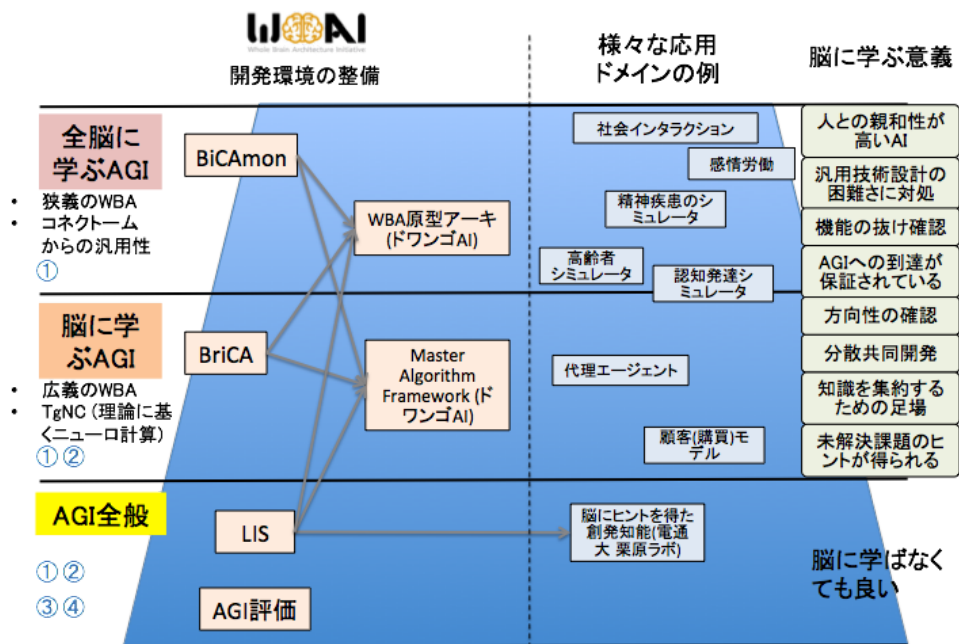 WBAI
Whole Brain Architecture Initiative
開発環境の整備
様々な応用
ドメインの例
脳に学ぶ意義
全脳に
学ぶAGI
• 狭義のWBA
• コネクトーム
からの汎用性
①
BiCAmon
WBA原型アーキ
(ドワンゴAI)
社会インタラクション
感情労働
精神疾患のシ
ミュレータ
高齢者
シミュレータ
認知発達シ
ミュレータ
人との親和性が
高いAI
汎用技術設計の
困難さに対処
機能の抜け確認
AGIへの到達が
保証されている
方向性の確認
分散共同開発
知識を集約する
ための足場
未解決課題のヒ
ントが得られる
脳に学
ぶAGI
• 広義のWBA
• TgNC (理論に基
くニューロ計算)
①②
BriCA
Master
Algorithm
Framework (ド
ワンゴAI)
代理エージェント
顧客(購買)モ
デル
AGI全般
①②
③④
LIS
AGI評価
脳にヒントを得た
創発知能(電通
大 栗原ラボ)
脳に学ばなく
ても良い